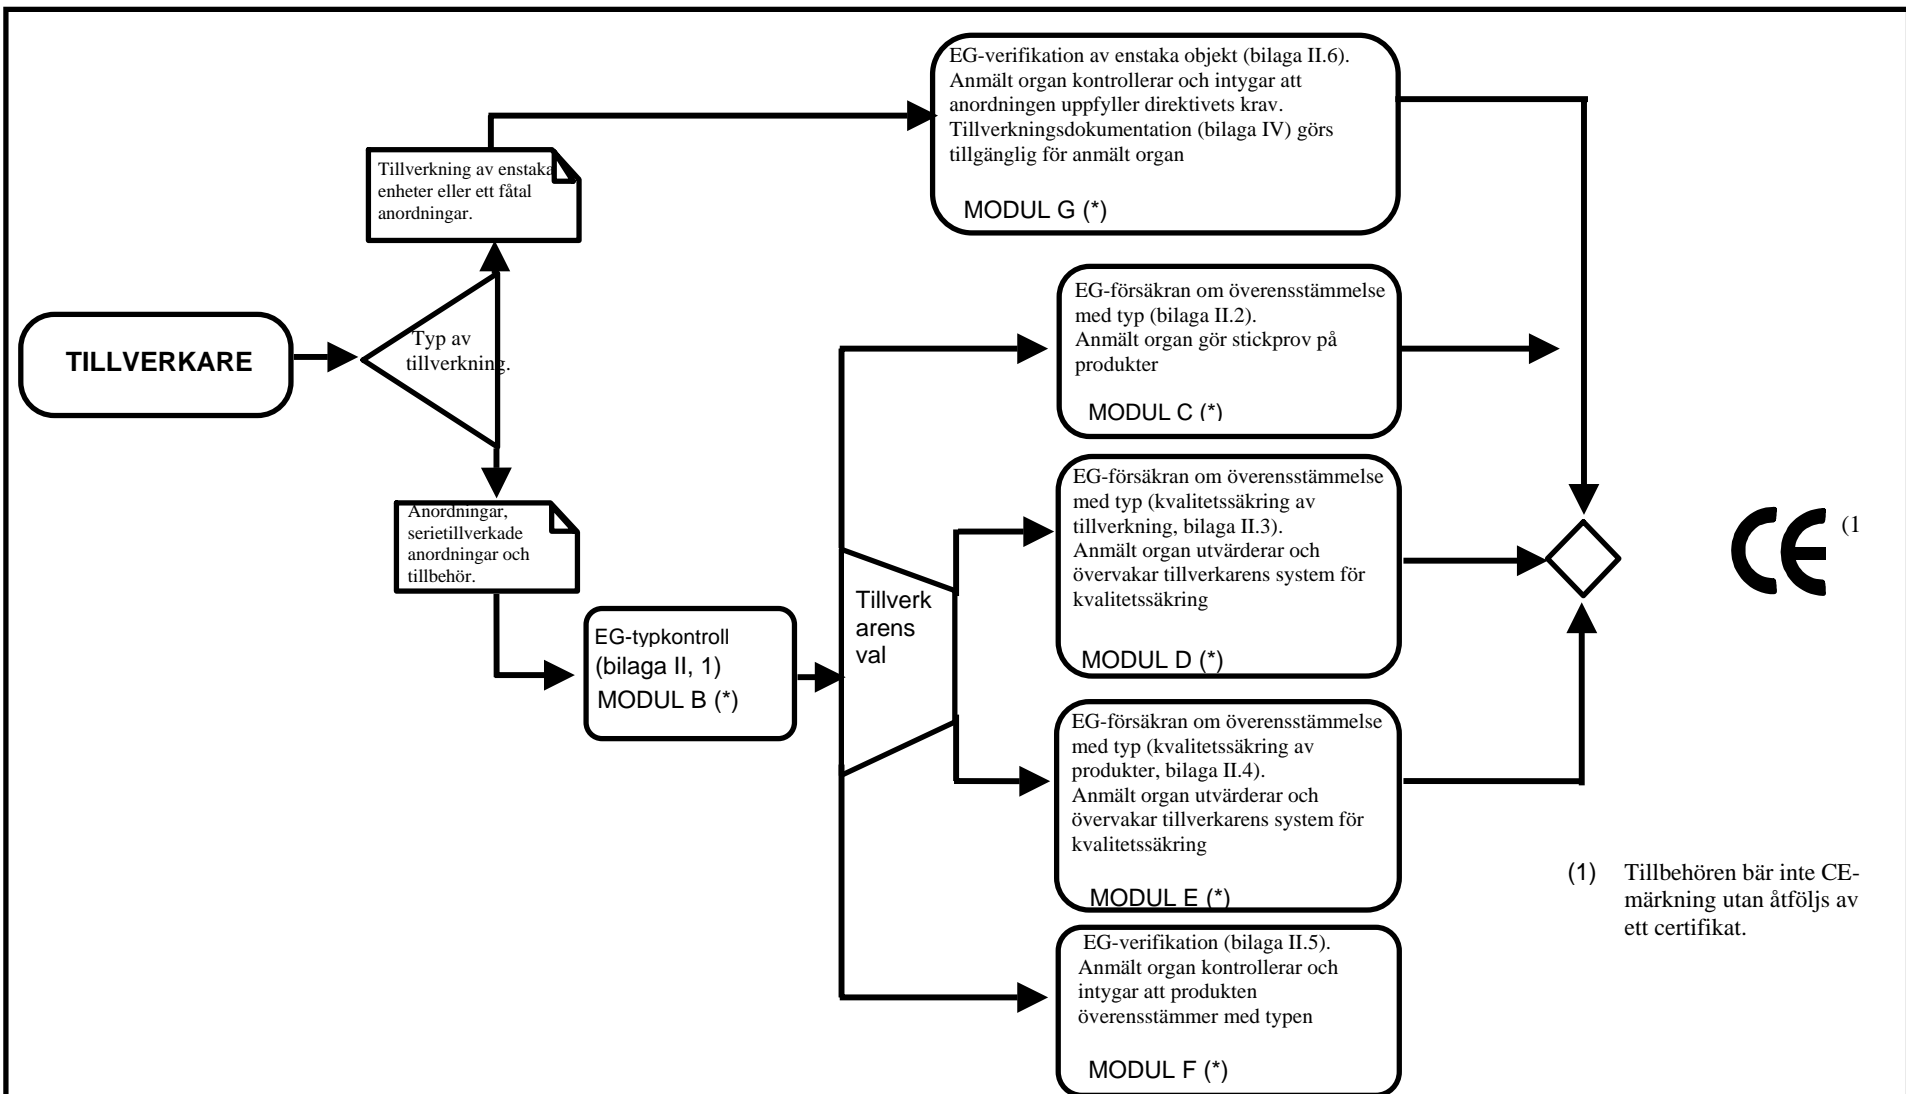 EG-verifikation av enstaka objekt (bilaga II.6).
Anmält organ kontrollerar och intygar att
anordningen uppfyller direktivets krav.
Tillverkningsdokumentation (bilaga IV) görs
tillgänglig för anmält organ
MODUL G (*)
Tillverkning av enstaka
enheter eller ett fåtal
anordningar.
TILLVERKARE
Typ av
tillverkning.
EG-försäkran om överensstämmelse
med typ (bilaga II.2).
Anmält organ gör stickprov på
produkter
MODUL C (*)
Anordningar,
serietillverkade
anordningar och
tillbehör.
EG-typkontroll
(bilaga II, 1)
MODUL B (*)
Tillverk
arens
val
EG-försäkran om överensstämmelse
med typ (kvalitetssäkring av
tillverkning, bilaga II.3).
Anmält organ utvärderar och
övervakar tillverkarens system för
kvalitetssäkring
MODUL D (*)
CE (1
EG-försäkran om överensstämmelse
med typ (kvalitetssäkring av
produkter, bilaga II.4).
Anmält organ utvärderar och
övervakar tillverkarens system för
kvalitetssäkring
MODUL E (*)
(1) Tillbehören bär inte CE-
märkning utan åtföljs av
ett certifikat.
EG-verifikation (bilaga II.5).
Anmält organ kontrollerar och
intygar att produkten
överensstämmer med typen
MODUL F (*)